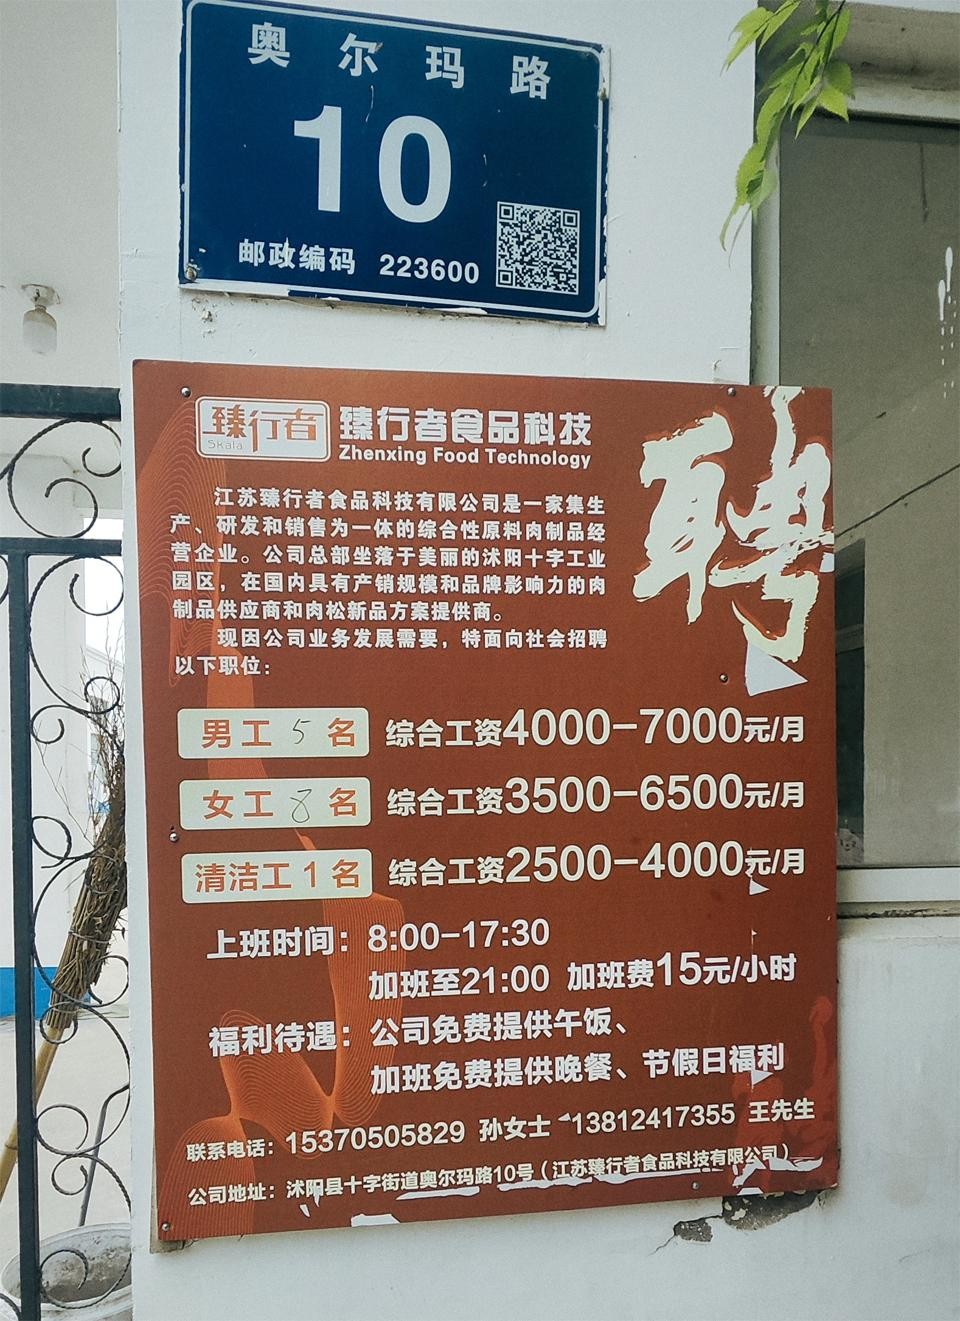 奥尔玛路
10
邮政编码 223600
臻行者
Skala
臻行者食品科技
Zhenxing Food Technology
聘
江苏臻行者食品科技有限公司是一家集生
产、研发和销售为一体的综合性原料肉制品经
营企业。公司总部坐落于美丽的沭阳十字工业
园区，在国内具有产销规模和品牌影响力的肉
制品供应商和肉松新品方案提供商。
现因公司业务发展需要，特面向社会招聘
以下职位：
男工 5 名 综合工资4000-7000元/月
女工 8 名 综合工资3500-6500元/月
清洁工 1 名 综合工资2500-4000元/月
上班时间：8:00-17:30
加班至21:00 加班费15元/小时
福利待遇：公司免费提供午饭、
加班免费提供晚餐、节假日福利
联系电话：15370505829 孙女士 13812417355 王先生
公司地址：沭阳县十字街道奥尔玛路10号（江苏臻行者食品科技有限公司）